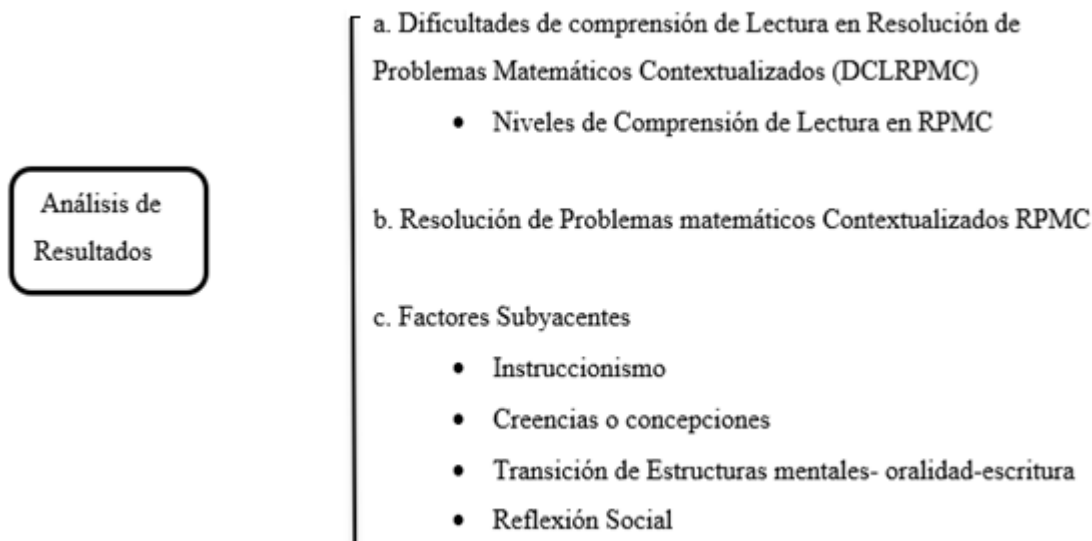 Análisis de
Resultados
a. Dificultades de comprensión de Lectura en Resolución de
Problemas Matemáticos Contextualizados (DCLRPMC)
• Niveles de Comprensión de Lectura en RPMC
b. Resolución de Problemas matemáticos Contextualizados RPMC
c. Factores Subyacentes
• Instruccionismo
• Creencias o concepciones
• Transición de Estructuras mentales- oralidad-escritura
• Reflexión Social